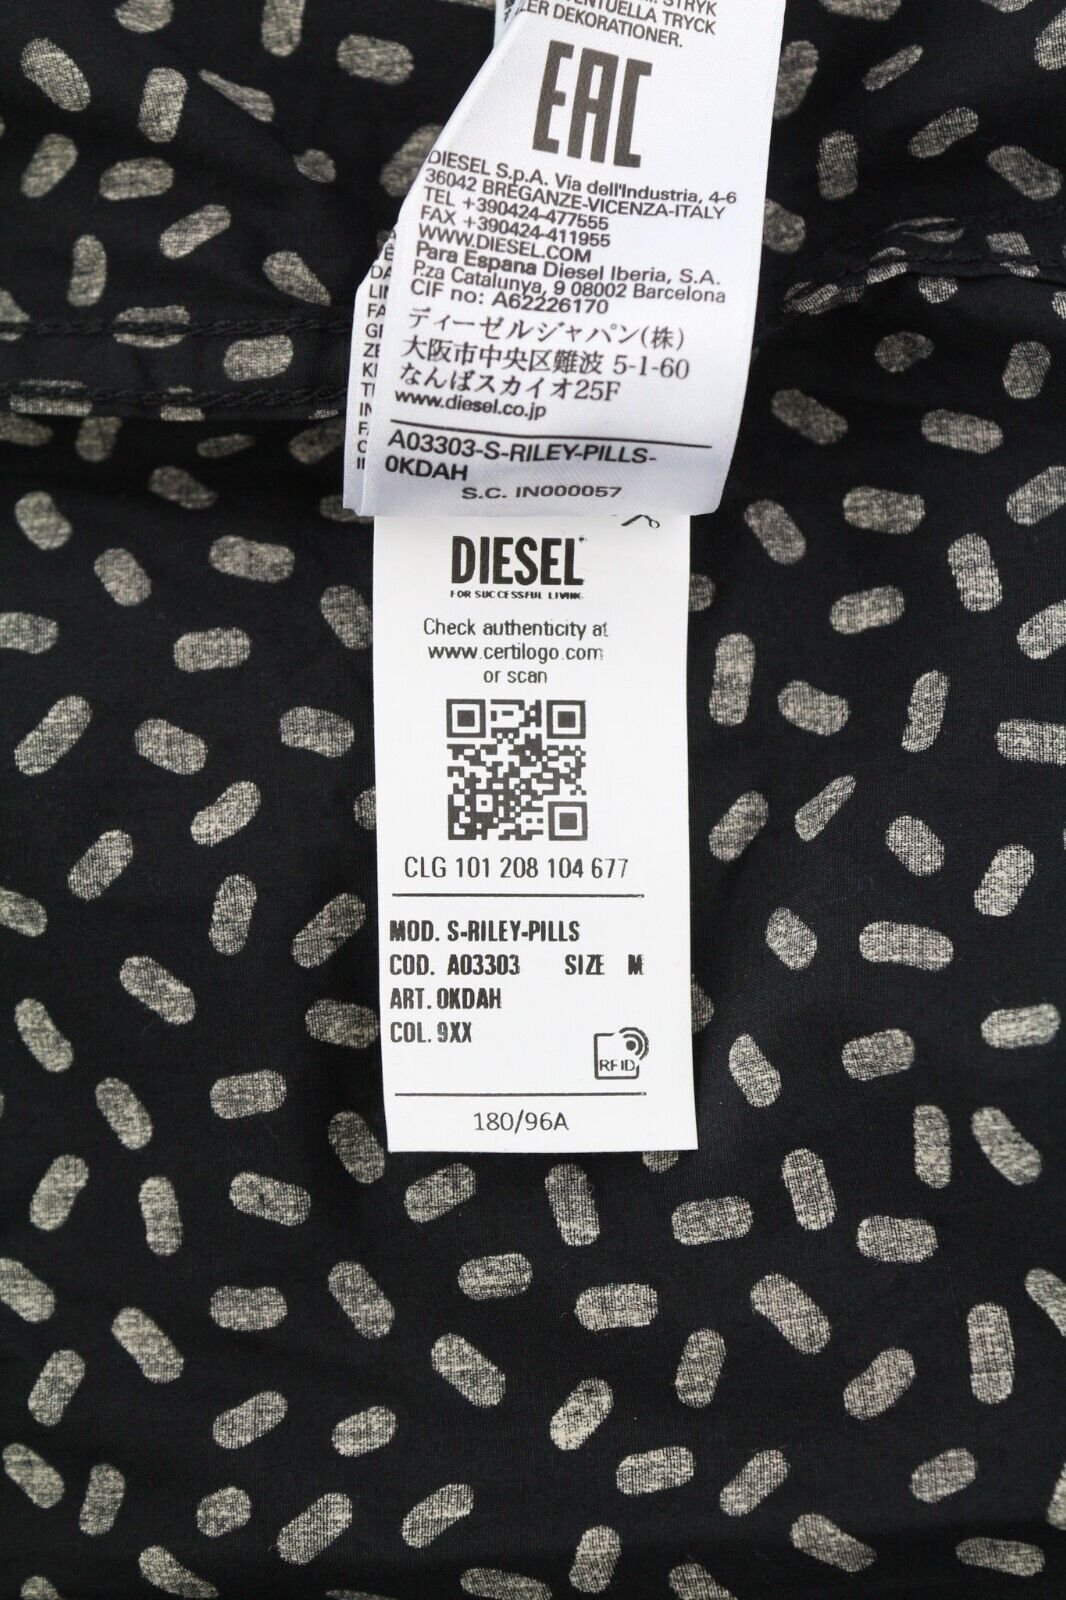 STRYK
EVENTUELLA TRYCK
DEKORATIONER.
EAC
DIESEL S.p.A. Via dell'Industria, 4-6
36042 BREGANZE-VICENZA-ITALY
TEL +390424-477555
FAX +390424-411955
WWW.DIESEL.COM
Para Espana Diesel Iberia, S.A.
P.za Catalunya, 9 08002 Barcelona
CIF no: A62226170
ディーゼルジャパン(株)
大阪市中央区難波 5-1-60
なんばスカイオ25F
www.diesel.co.jp
A03303-S-RILEY-PILLS-
0KDAH
S.C. IN000057
DIESEL
FOR SUCCESSFUL LIVING
Check authenticity at
www.certilogo.com
or scan
CLG 101 208 104 677
MOD. S-RILEY-PILLS
COD. A03303 SIZE M
ART. 0KDAH
COL. 9XX
RFID
180/96A